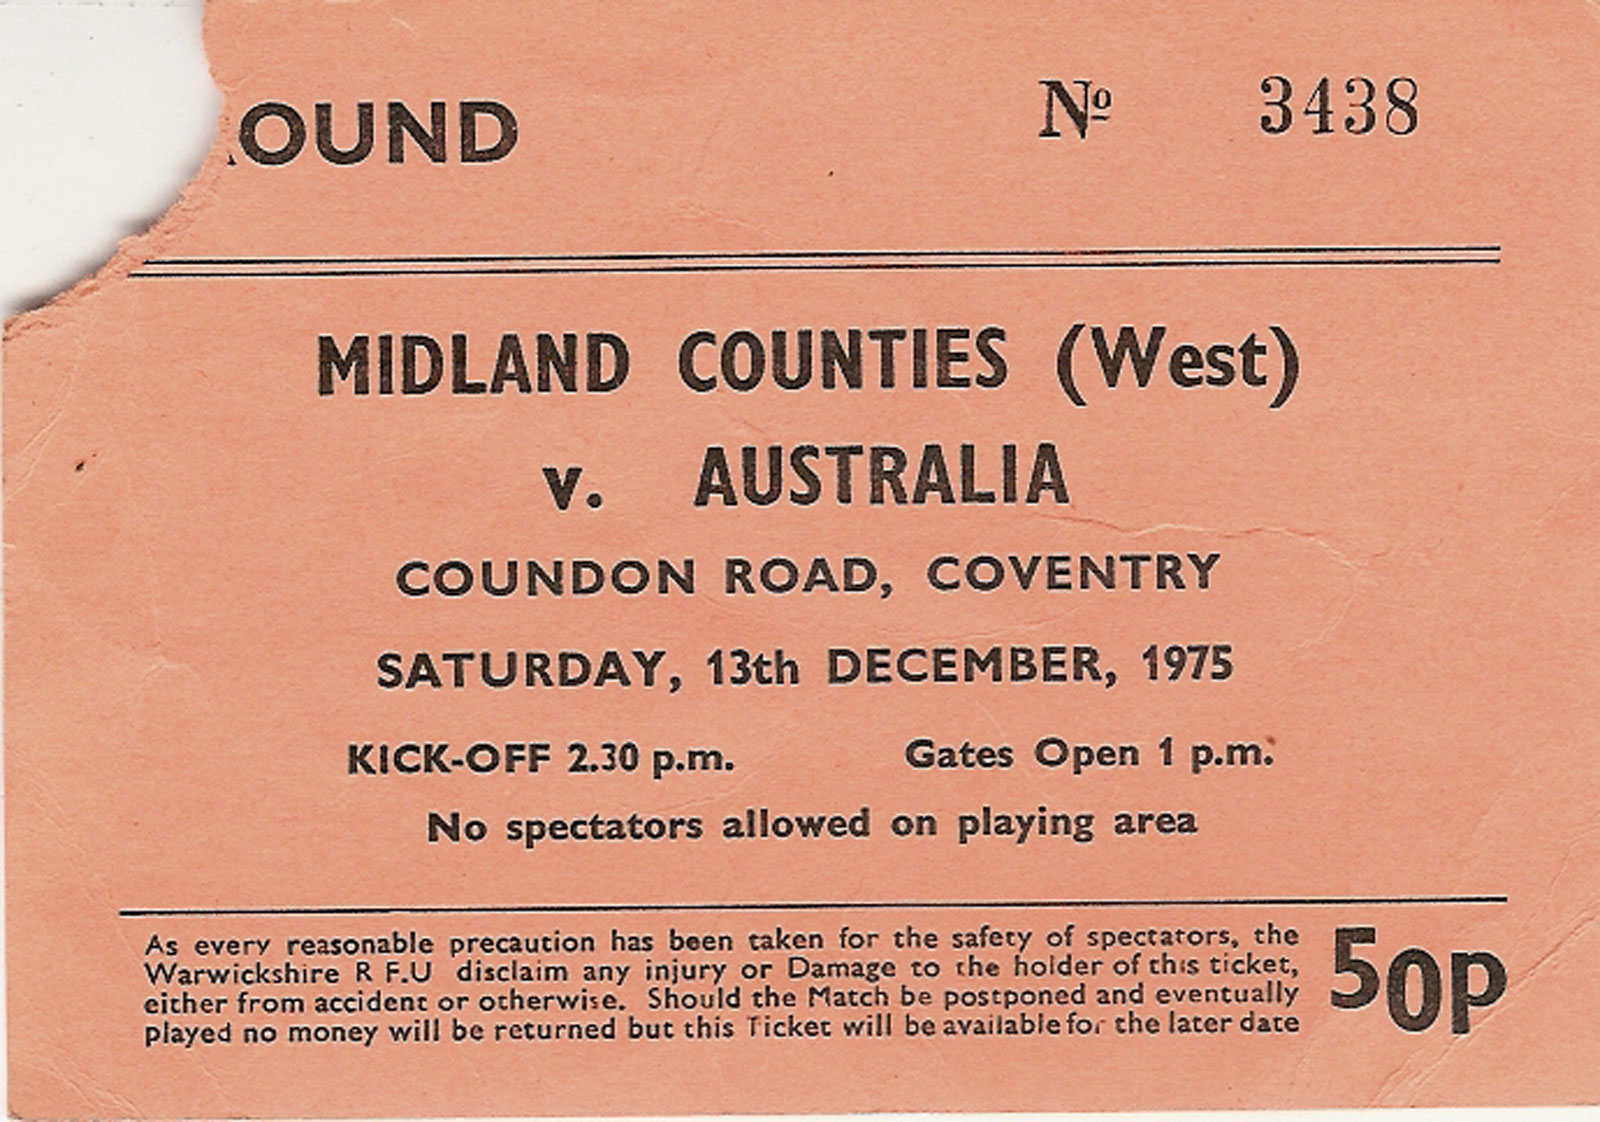 OUND Nº 3438
MIDLAND COUNTIES (West)
v. AUSTRALIA
COUNDON ROAD, COVENTRY
SATURDAY, 13th DECEMBER, 1975
KICK-OFF 2.30 p.m. Gates Open 1 p.m.
No spectators allowed on playing area
As every reasonable precaution has been taken for the safety of spectators, the
Warwickshire R F.U disclaim any injury or Damage to the holder of this ticket,
either from accident or otherwise. Should the Match be postponed and eventually
played no money will be returned but this Ticket will be available for the later date
50p